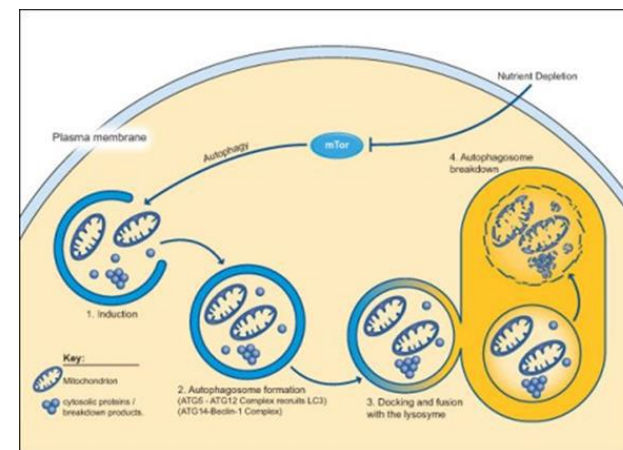 Nutrient Depletion
Plasma membrane
mTor
Autophagy
4. Autophagosome
breakdown
1. Induction
Key:
Mitochondrion
cytosolic proteins /
breakdown products.
2. Autophagosome formation
(ATG5 - ATG12 Complex recruits LC3)
(ATG14-Beclin-1 Complex)
3. Docking and fusion
with the lysosyme